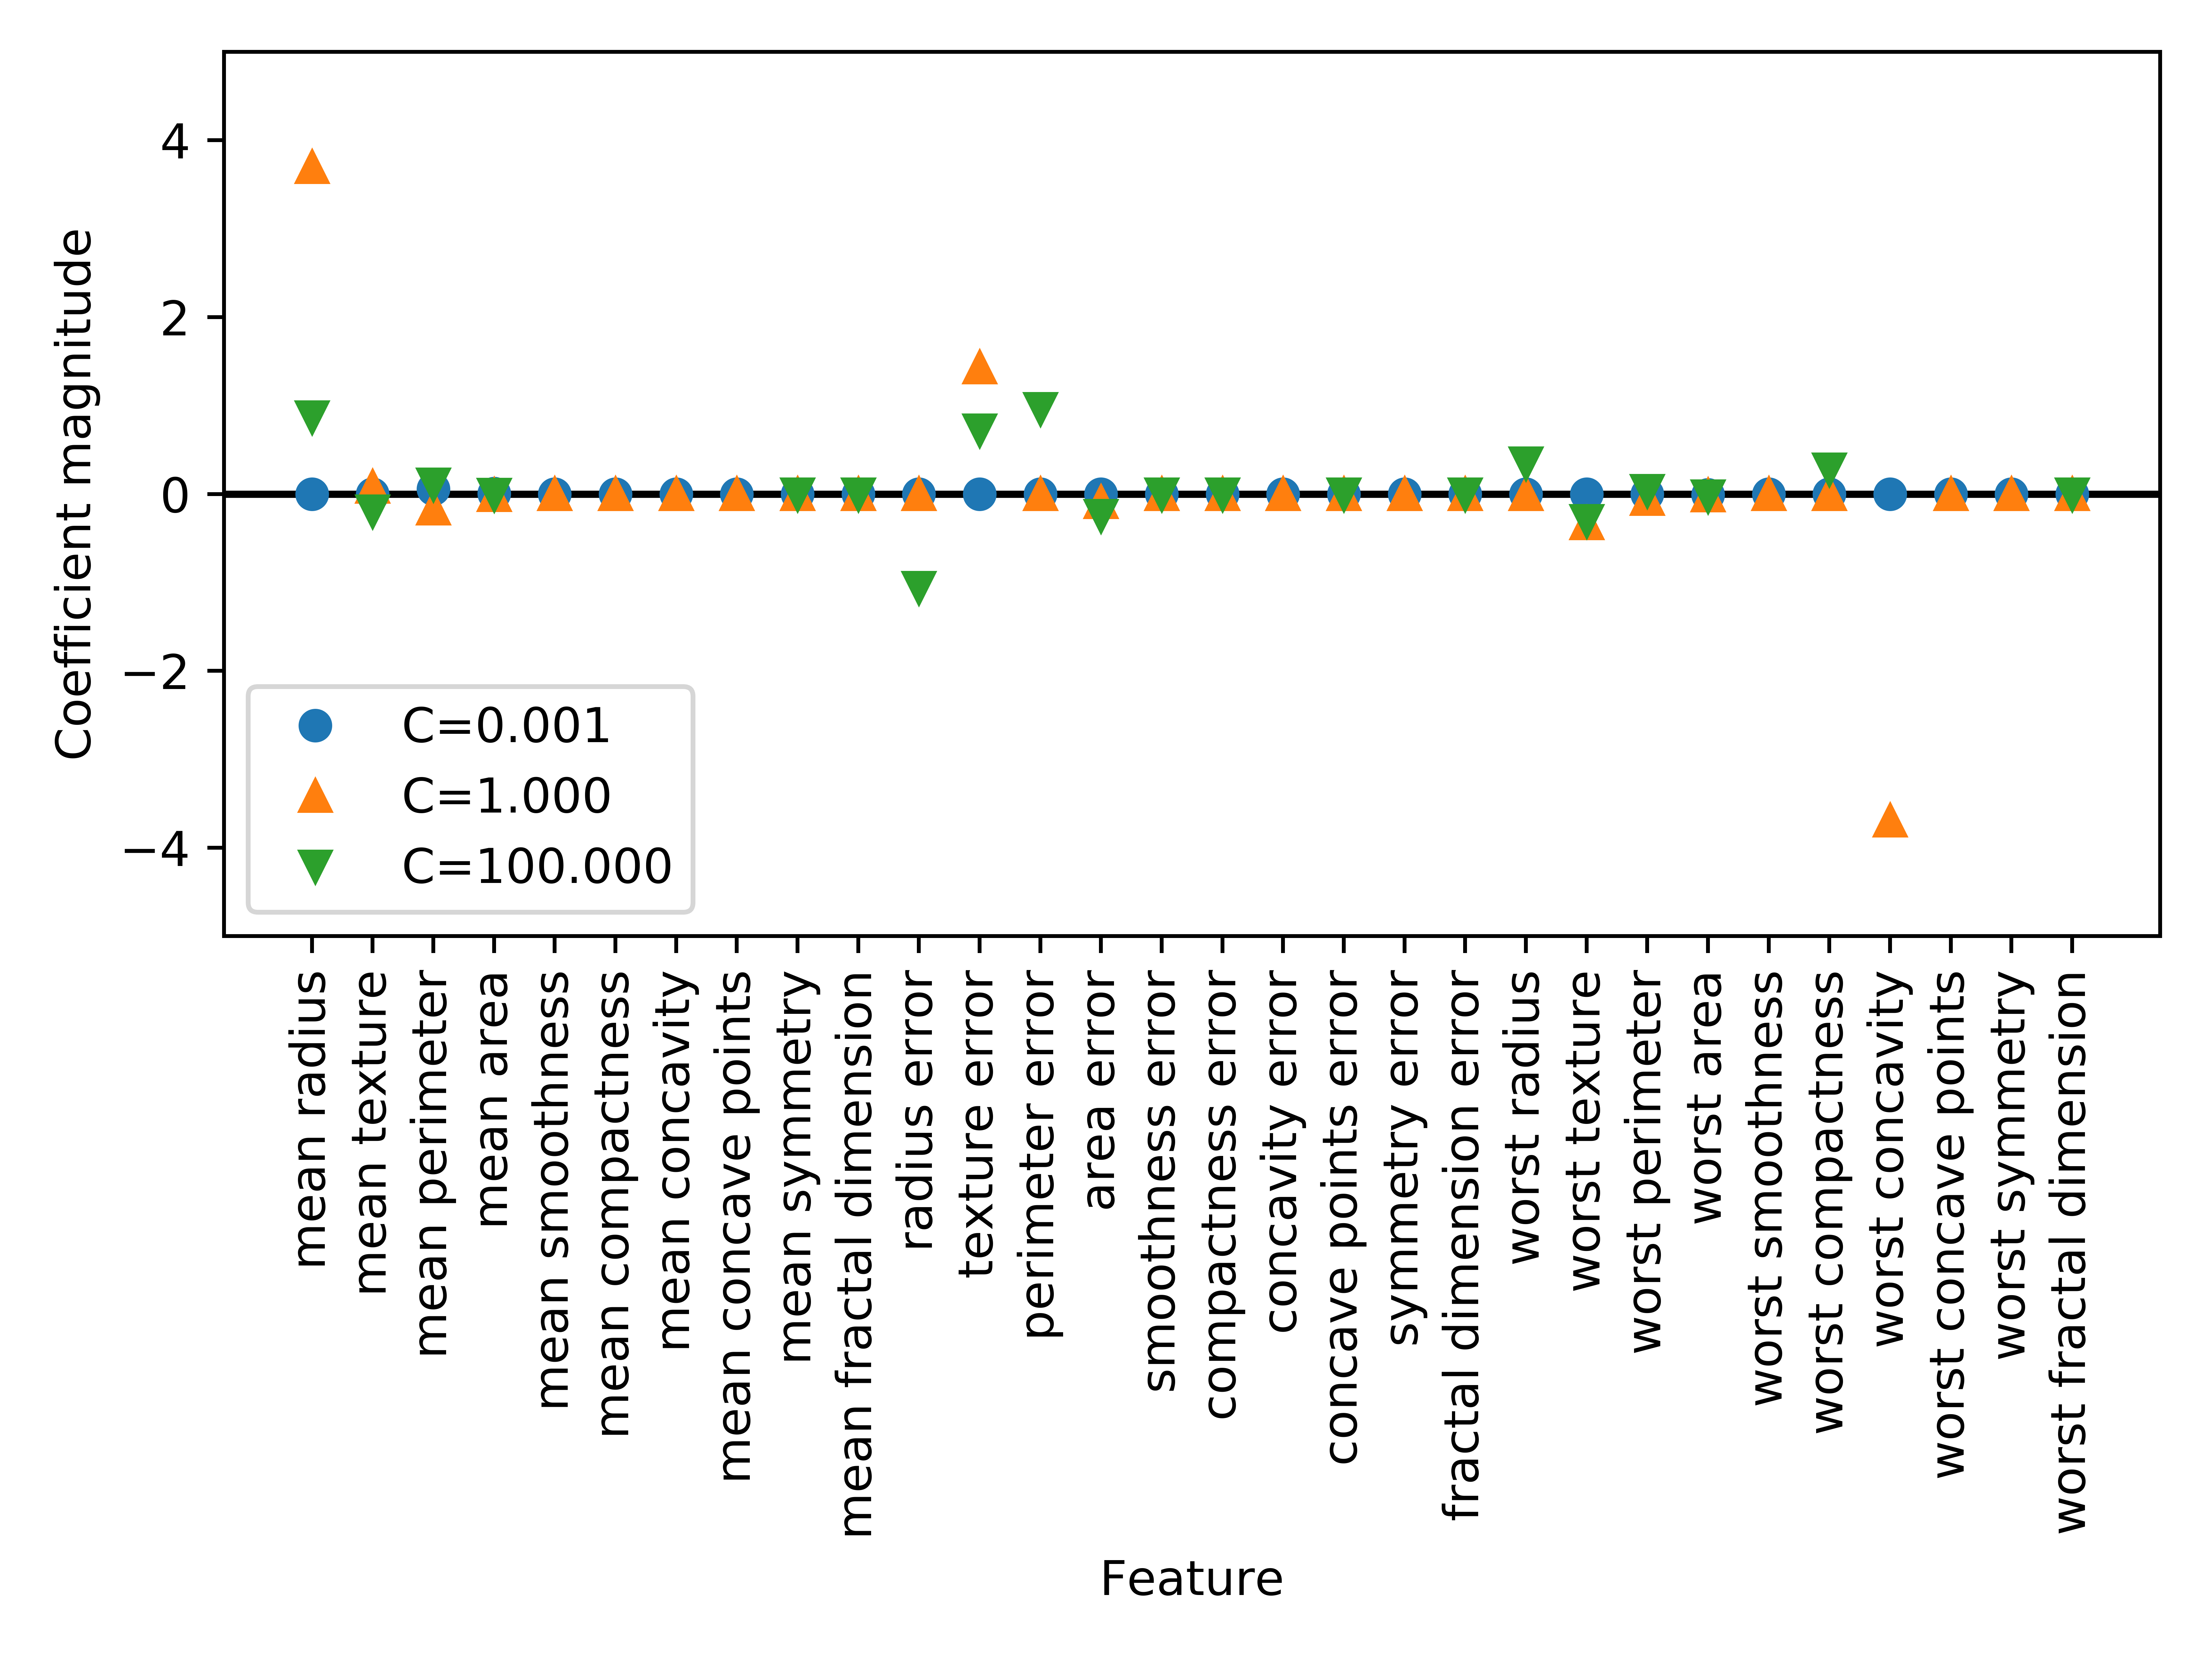 Coefficient magnitude
4
2
0
−2
−4
C=0.001
C=1.000
C=100.000
mean radius
mean texture
mean perimeter
mean area
mean smoothness
mean compactness
mean concavity
mean concave points
mean symmetry
mean fractal dimension
radius error
texture error
perimeter error
area error
smoothness error
compactness error
concavity error
concave points error
symmetry error
fractal dimension error
worst radius
worst texture
worst perimeter
worst area
worst smoothness
worst compactness
worst concavity
worst concave points
worst symmetry
worst fractal dimension
Feature